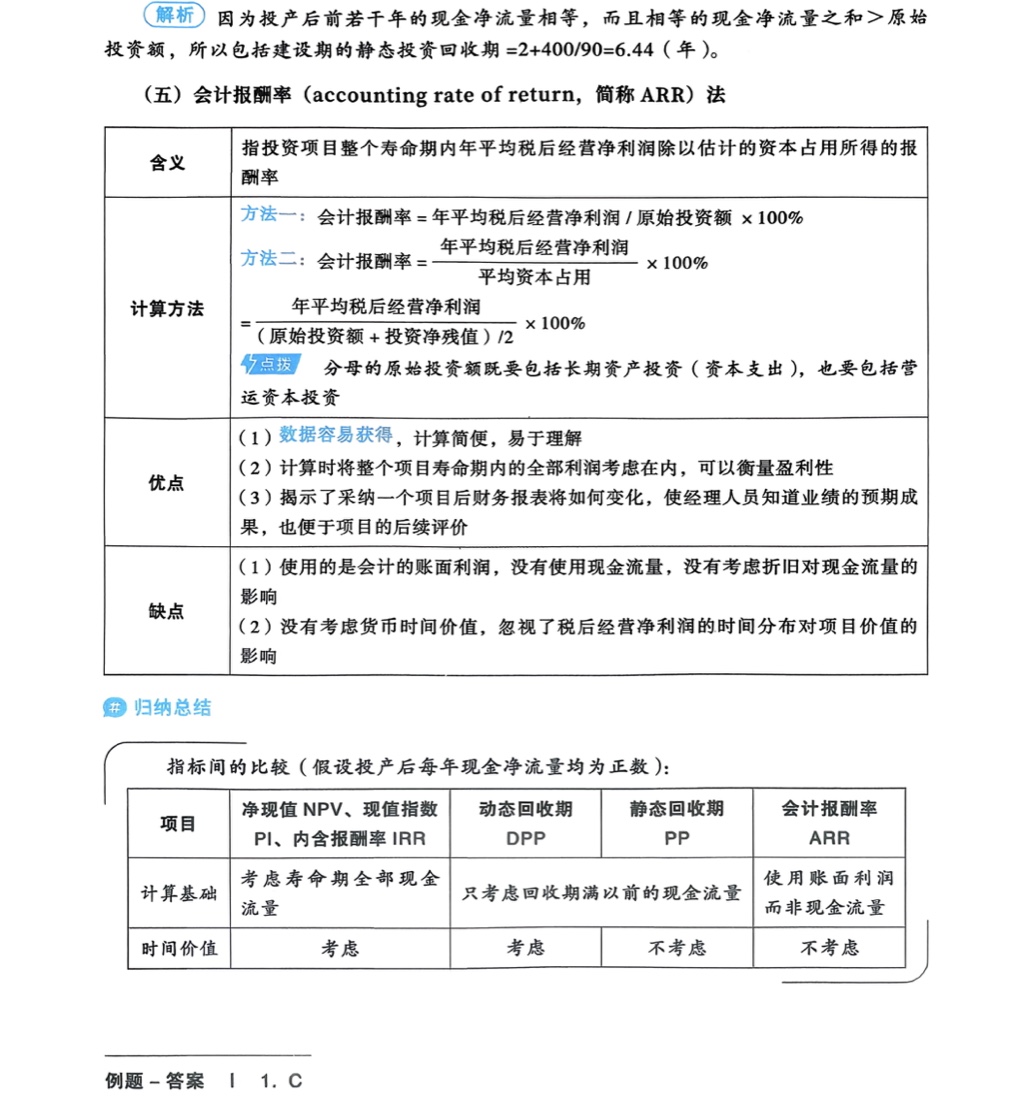 解析 因为投产后前若干年的现金净流量相等，而且相等的现金净流量之和＞原始
投资额，所以包括建设期的静态投资回收期=2+400/90=6.44（年）。
（五）会计报酬率（accounting rate of return，简称 ARR）法
含义
指投资项目整个寿命期内年平均税后经营净利润除以估计的资本占用所得的报
酬率
计算方法
方法一：会计报酬率=年平均税后经营净利润/原始投资额×100%
方法二：会计报酬率=年平均税后经营净利润/平均资本占用×100%
=年平均税后经营净利润/（原始投资额+投资净残值）/2×100%
点拨 分母的原始投资额既要包括长期资产投资（资本支出），也要包括营
运资本投资
优点
（1）数据容易获得，计算简便，易于理解
（2）计算时将整个项目寿命期内的全部利润考虑在内，可以衡量盈利性
（3）揭示了采纳一个项目后财务报表将如何变化，使经理人员知道业绩的预期成
果，也便于项目的后续评价
缺点
（1）使用的是会计的账面利润，没有使用现金流量，没有考虑折旧对现金流量的
影响
（2）没有考虑货币时间价值，忽视了税后经营净利润的时间分布对项目价值的
影响
# 归纳总结
指标间的比较（假设投产后每年现金净流量均为正数）：
项目
净现值 NPV、现值指数
PI、内含报酬率 IRR
动态回收期
DPP
静态回收期
PP
会计报酬率
ARR
计算基础
考虑寿命期全部现金
流量
只考虑回收期满以前的现金流量
使用账面利润
而非现金流量
时间价值
考虑
考虑
不考虑
不考虑
例题－答案 | 1. C